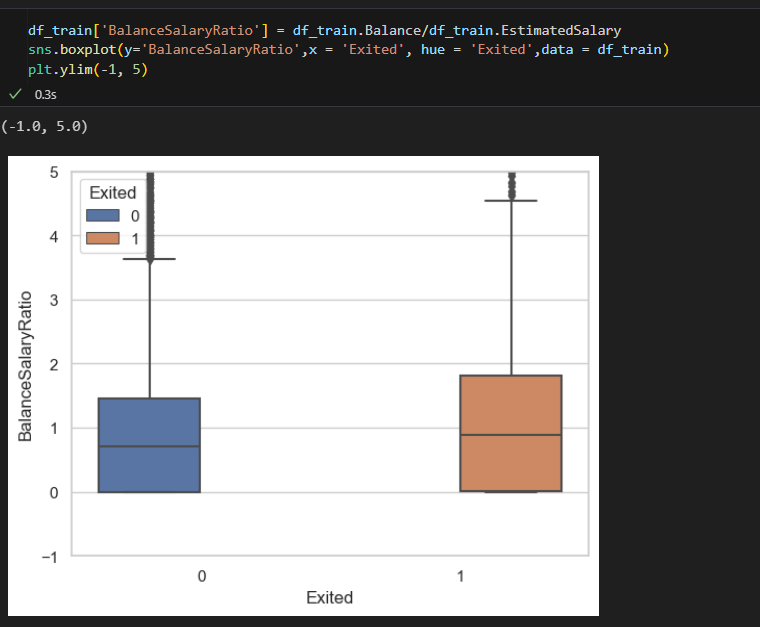 df_train['BalanceSalaryRatio'] = df_train.Balance/df_train.EstimatedSalary
sns.boxplot(y='BalanceSalaryRatio',x = 'Exited', hue = 'Exited',data = df_train)
plt.ylim(-1, 5)
0.3s
(-1.0, 5.0)
5
Exited
0
1
4
3
2
1
0
−1
BalanceSalaryRatio
0 1
Exited